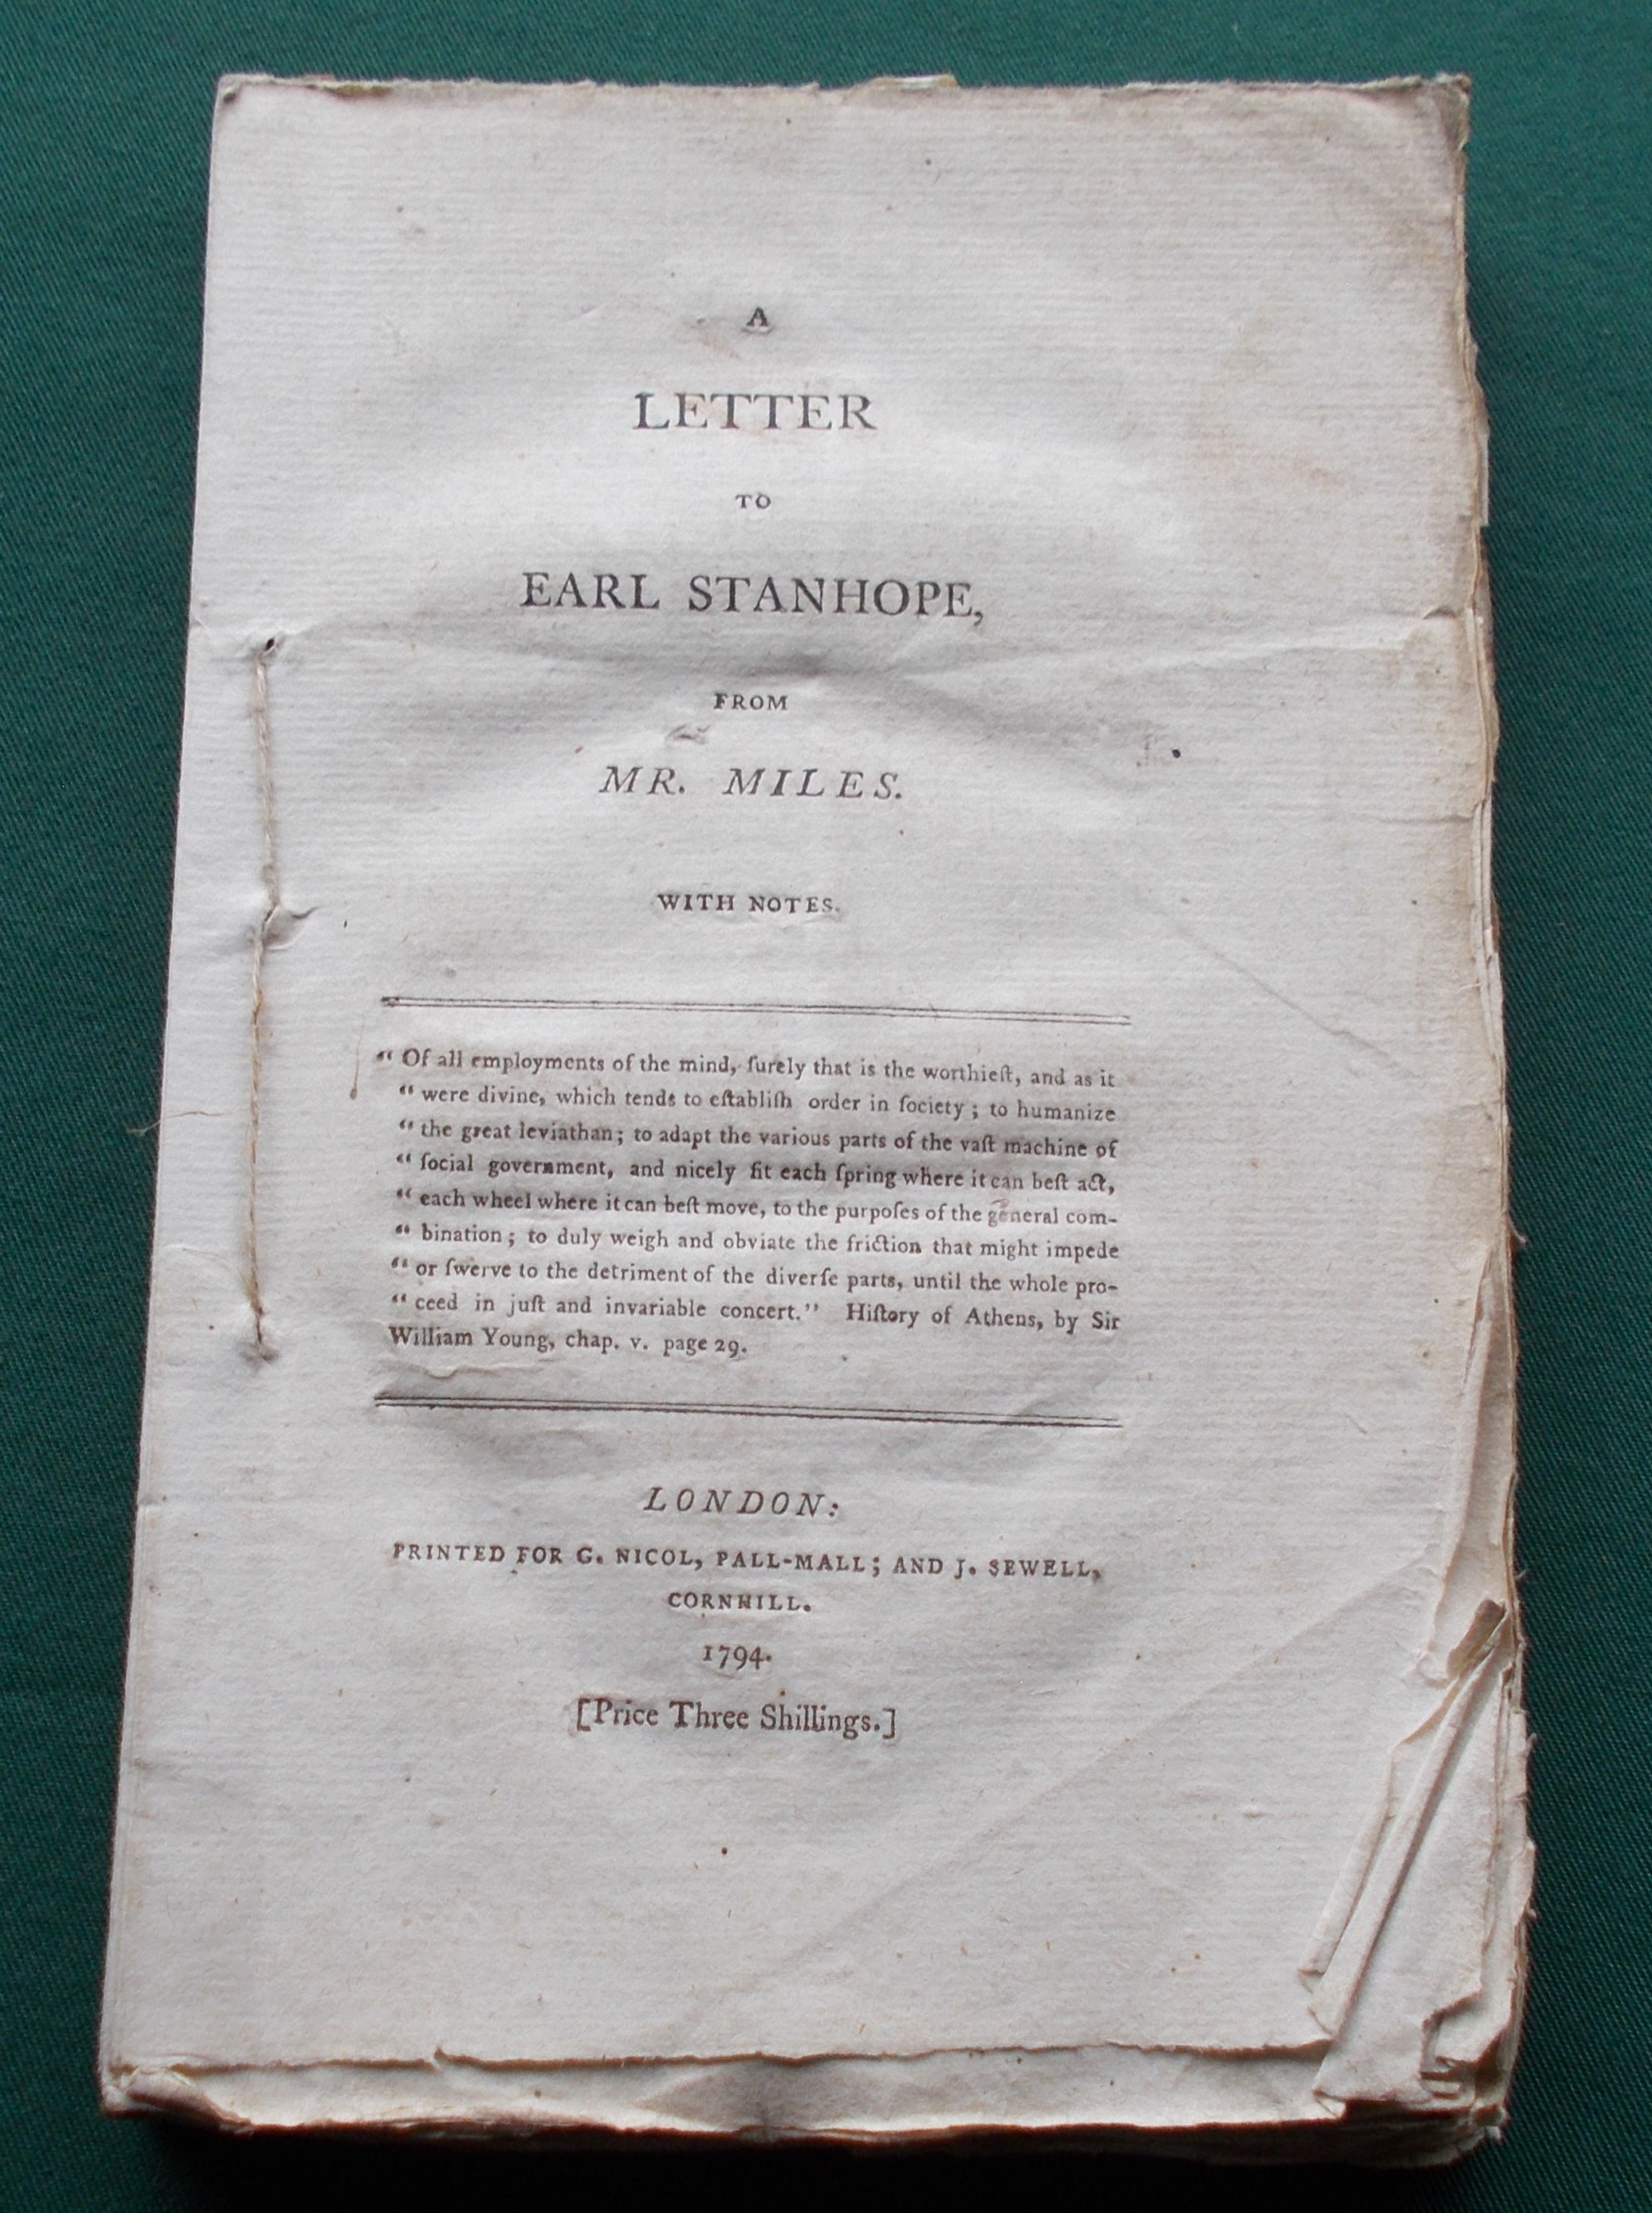 A
LETTER
TO
EARL STANHOPE,
FROM
MR. MILES.
WITH NOTES.
“ Of all employments of the mind, ſurely that is the worthieſt, and as it
“ were divine, which tends to eſtabliſh order in ſociety ; to humanize
“ the great leviathan; to adapt the various parts of the vaſt machine of
“ ſocial government, and nicely fit each ſpring where it can beſt act,
“ each wheel where it can beſt move, to the purpoſes of the general com-
“ bination ; to duly weigh and obviate the friction that might impede
“ or ſwerve to the detriment of the diverſe parts, until the whole pro-
“ ceed in juſt and invariable concert.” Hiſtory of Athens, by Sir
William Young, chap. v. page 29.
LONDON:
PRINTED FOR G. NICOL, PALL-MALL; AND J. SEWELL,
CORNHILL.
1794.
[Price Three Shillings.]